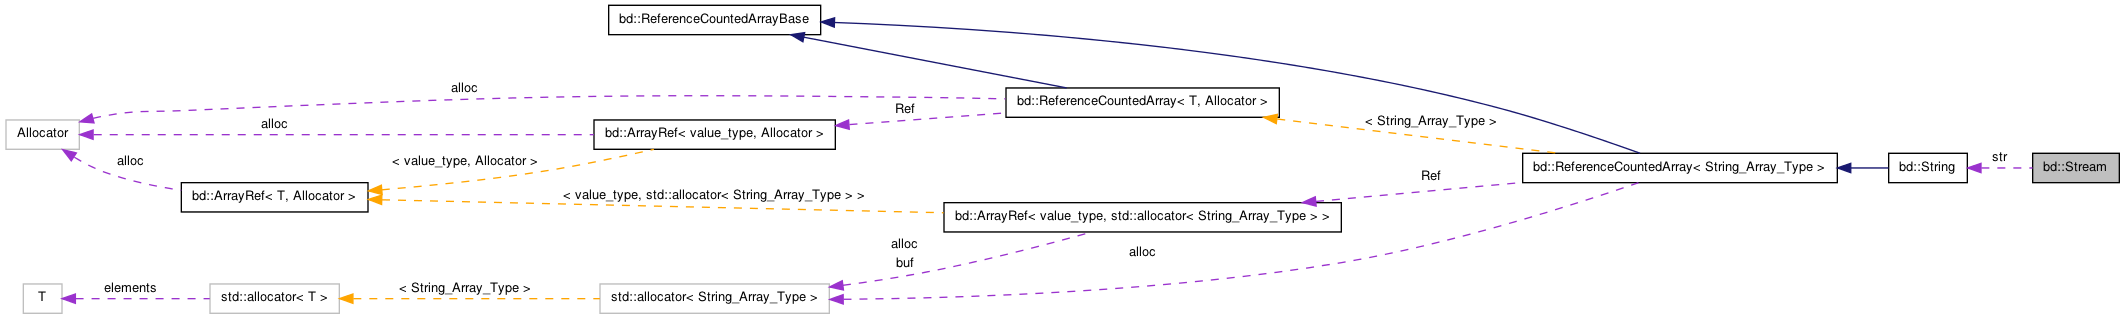 bd::ReferenceCountedArrayBase
alloc
bd::ReferenceCountedArray< T, Allocator >
Ref
< String_Array_Type >
Allocator
alloc
bd::ArrayRef< value_type, Allocator >
alloc
< value_type, Allocator >
bd::ReferenceCountedArray< String_Array_Type >
bd::String
str
bd::Stream
Ref
bd::ArrayRef< T, Allocator >
< value_type, std::allocator< String_Array_Type > >
bd::ArrayRef< value_type, std::allocator< String_Array_Type > >
alloc
buf
alloc
T
elements
std::allocator< T >
< String_Array_Type >
std::allocator< String_Array_Type >